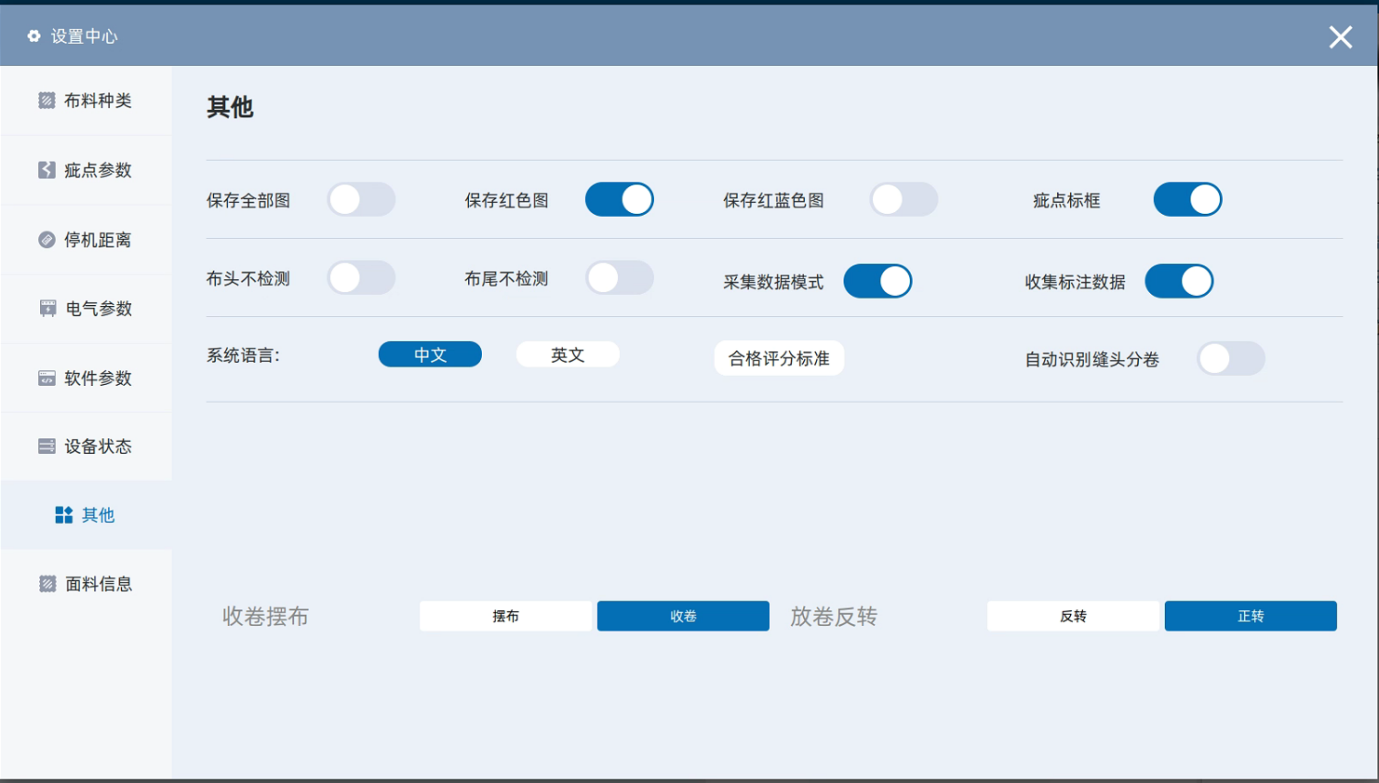 设置中心
布料种类
疵点参数
停机距离
电气参数
软件参数
设备状态
其他
面料信息
其他
保存全部图 保存红色图 保存红蓝色图 疵点标框
布头不检测 布尾不检测 采集数据模式 收集标注数据
系统语言: 中文 英文 合格评分标准 自动识别缝头分卷
收卷摆布 摆布 收卷 放卷反转 反转 正转